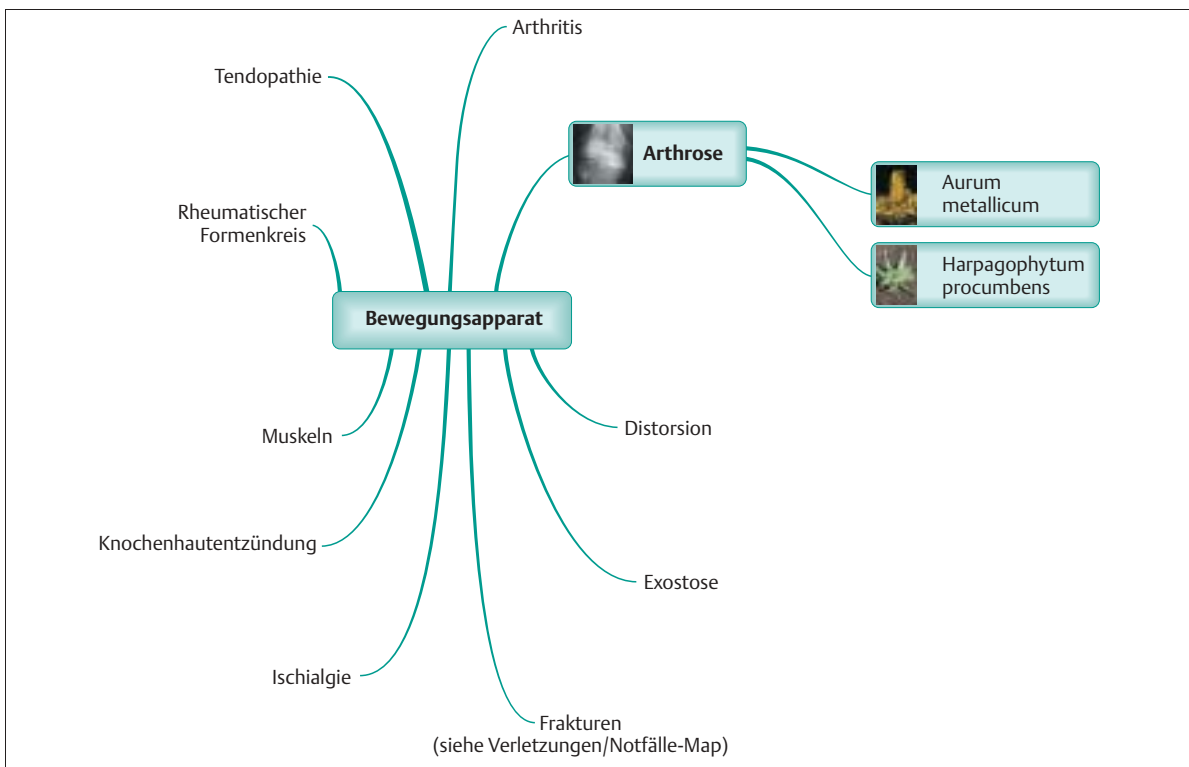 Arthritis
Tendopathie
Arthrose
Aurum
metallicum
Rheumatischer
Formenkreis
Harpagophytum
procumbens
Bewegungsapparat
Muskeln
Distorsion
Knochenhautentzündung
Exostose
Ischialgie
Frakturen
(siehe Verletzungen/Notfälle-Map)